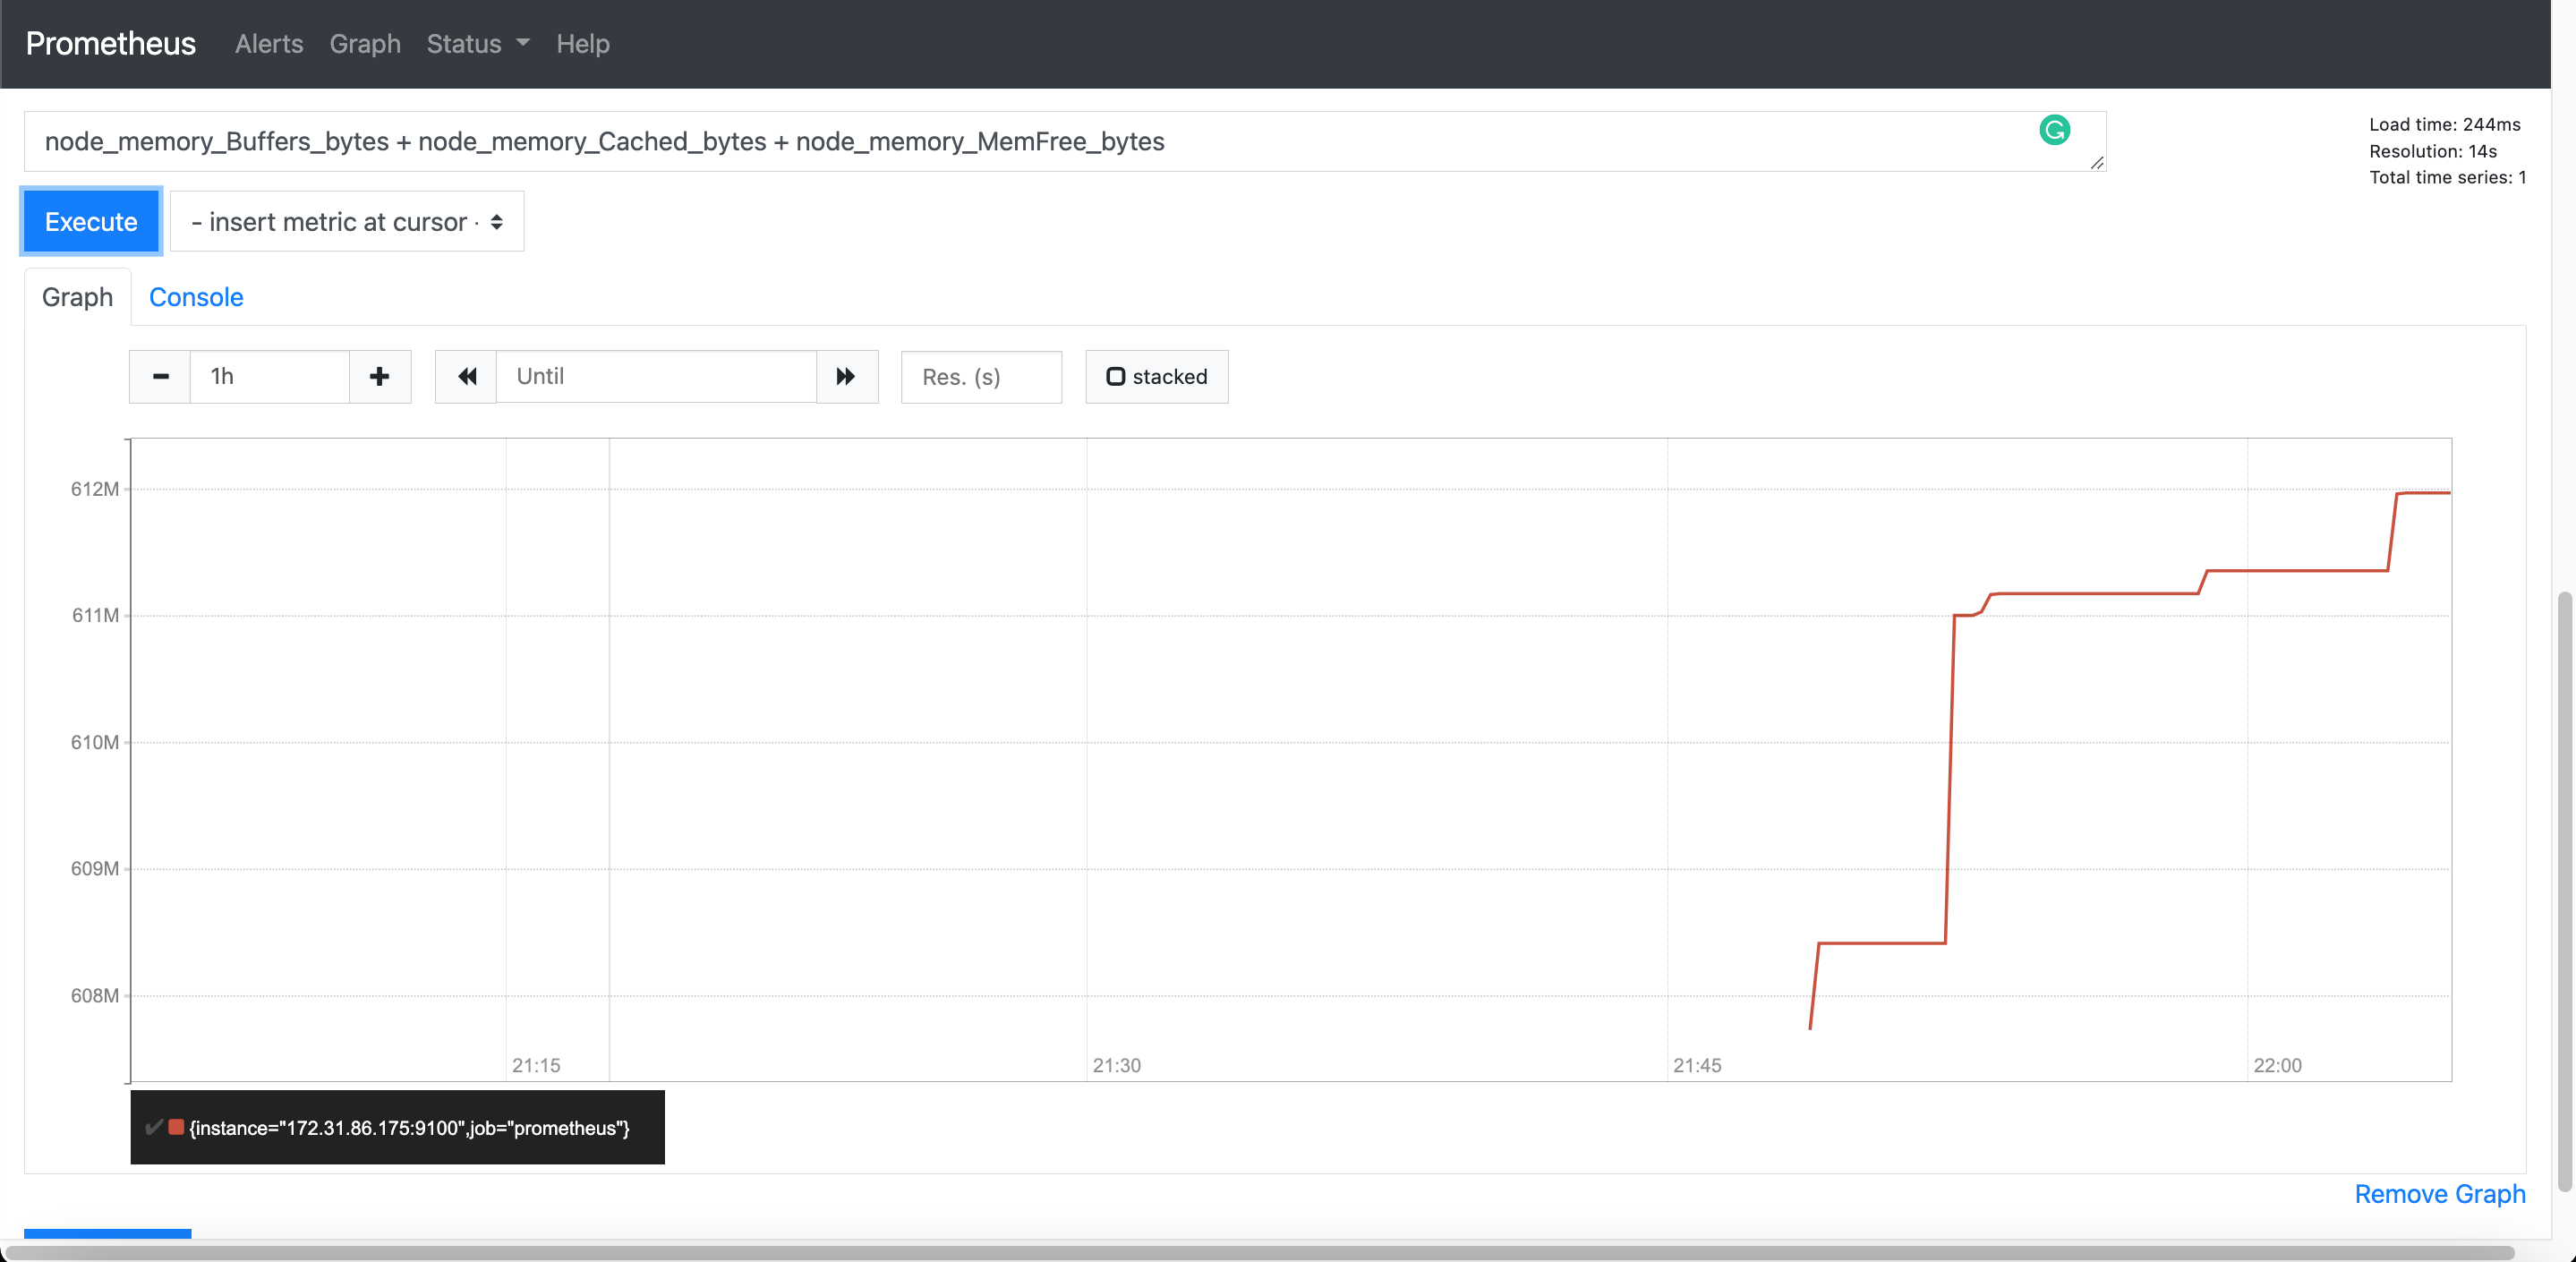 Prometheus Alerts Graph Status Help
node_memory_Buffers_bytes + node_memory_Cached_bytes + node_memory_MemFree_bytes
Load time: 244ms
Resolution: 14s
Total time series: 1
Execute - insert metric at cursor -
Graph Console
1h Until Res. (s) stacked
612M
611M
610M
609M
608M
21:15 21:30 21:45 22:00
{instance="172.31.86.175:9100",job="prometheus"}
Remove Graph